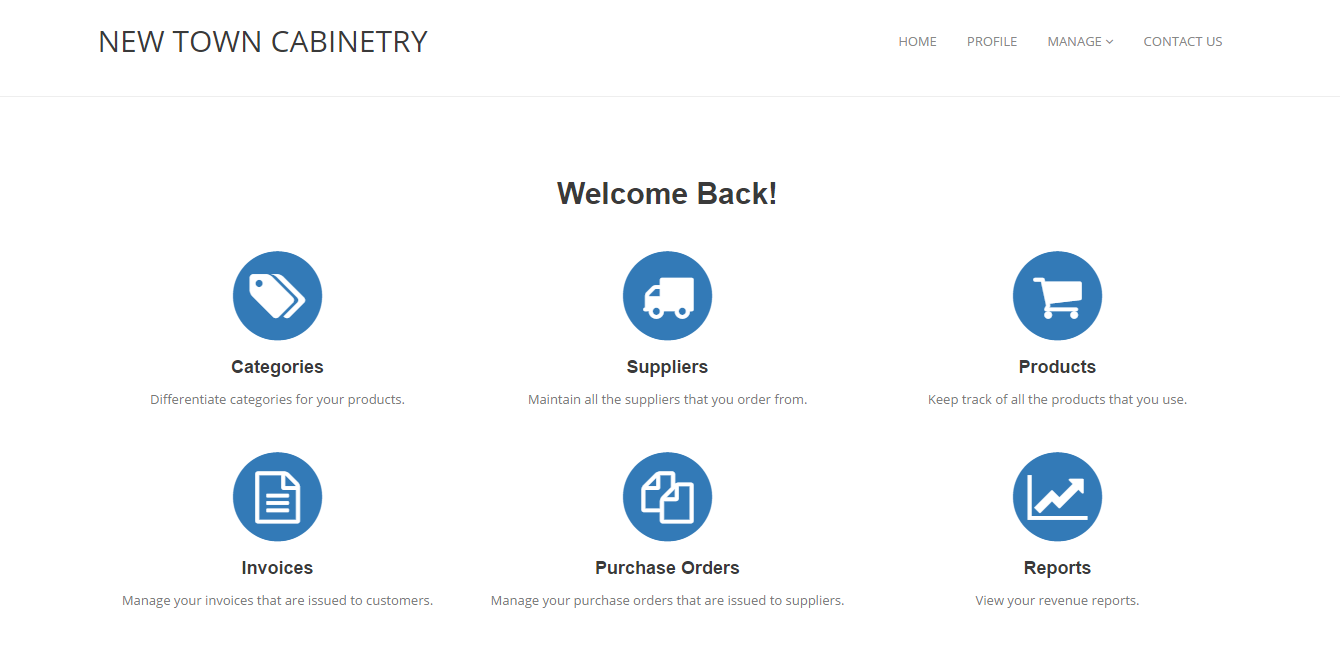 NEW TOWN CABINETRY
HOME PROFILE MANAGE CONTACT US
Welcome Back!
Categories Suppliers Products
Differentiate categories for your products. Maintain all the suppliers that you order from. Keep track of all the products that you use.
Invoices Purchase Orders Reports
Manage your invoices that are issued to customers. Manage your purchase orders that are issued to suppliers. View your revenue reports.